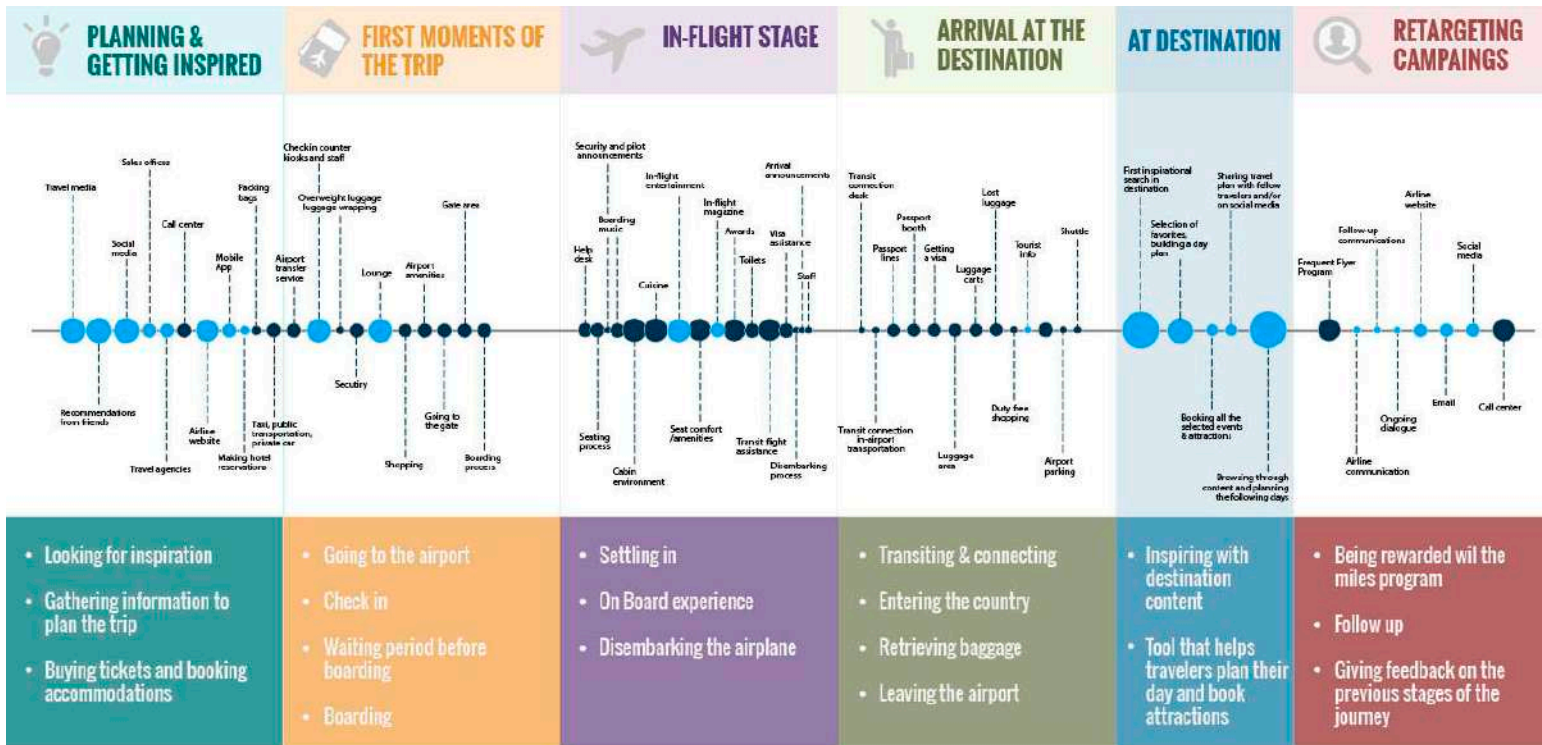 PLANNING &
GETTING INSPIRED
FIRST MOMENTS OF
THE TRIP
IN-FLIGHT STAGE
ARRIVAL AT THE
DESTINATION
AT DESTINATION
RETARGETING
CAMPAINGS
Travel media
Sales offices
Social
media
Call center
Mobile
App
Packing
bags
Recommendations
from friends
Travel agencies
Airline
website
Making hotel
reservations
Taxi, public
transportation,
private car
Airport
transfer
service
Checkin counter
kiosks and staff
Overweight luggage
luggage wrapping
Lounge
Airport
amenities
Gate area
Secutiry
Shopping
Going to
the gate
Boarding
process
Security and pilot
announcements
Help
desk
Boarding
music
Cuisine
In-flight
entertainment
In-flight
magazine
Awards
Toilets
Visa
assistance
Arrival
announcements
Staff
Seating
process
Cabin
environment
Seat comfort
/amenities
Transit flight
assistance
Disembarking
process
Transit
connection
desk
Passport
lines
Passport
booth
Getting
a visa
Luggage
carts
Lost
luggage
Tourist
info
Shuttle
Transit connection
in-airport
transportation
Luggage
area
Duty free
shopping
Airport
parking
First inspirational
search in
destination
Selection of
favorites,
building a day
plan
Sharing travel
plan with fellow
travelers and/or
on social media
Booking all the
selected events
& attractions
Browsing through
content and planning
the following days
Frequent Flyer
Program
Follow-up
communications
Airline
website
Social
media
Airline
communication
Ongoing
dialogue
Email
Call center
• Looking for inspiration
• Gathering information to
plan the trip
• Buying tickets and booking
accommodations
• Going to the airport
• Check in
• Waiting period before
boarding
• Boarding
• Settling in
• On Board experience
• Disembarking the airplane
• Transiting & connecting
• Entering the country
• Retrieving baggage
• Leaving the airport
• Inspiring with
destination
content
• Tool that helps
travelers plan their
day and book
attractions
• Being rewarded wil the
miles program
• Follow up
• Giving feedback on the
previous stages of the
journey